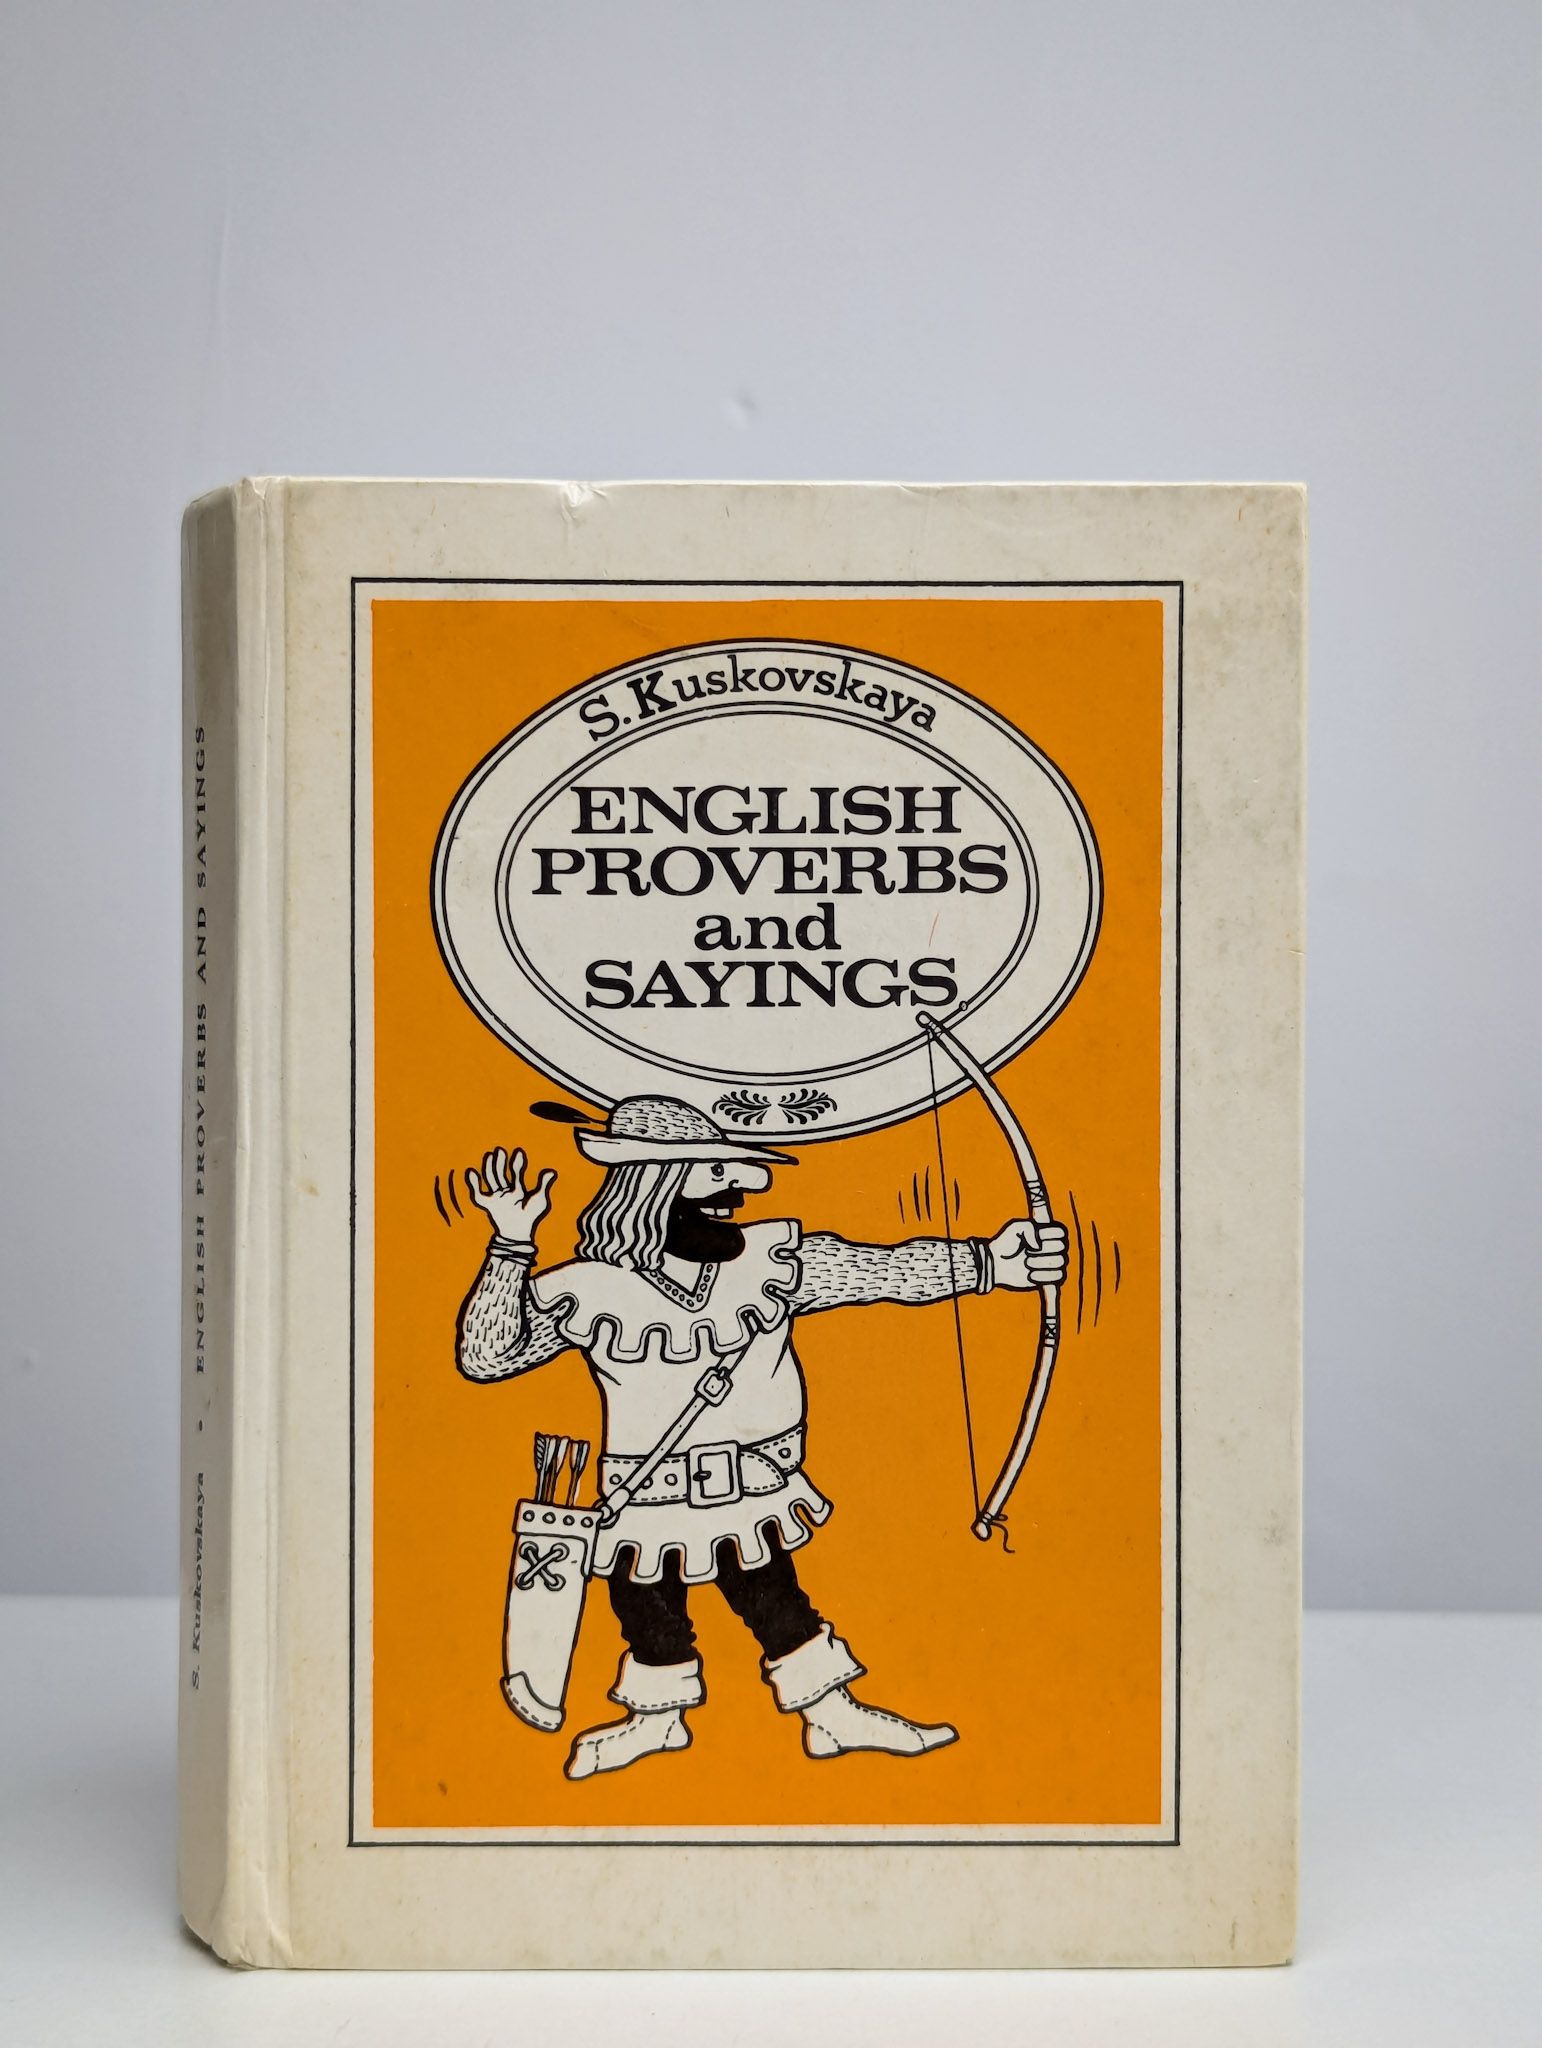 S. Kuskovskaya
ENGLISH
PROVERBS
and
SAYINGS
S. Kuskovskaya • ENGLISH PROVERBS AND SAYINGS